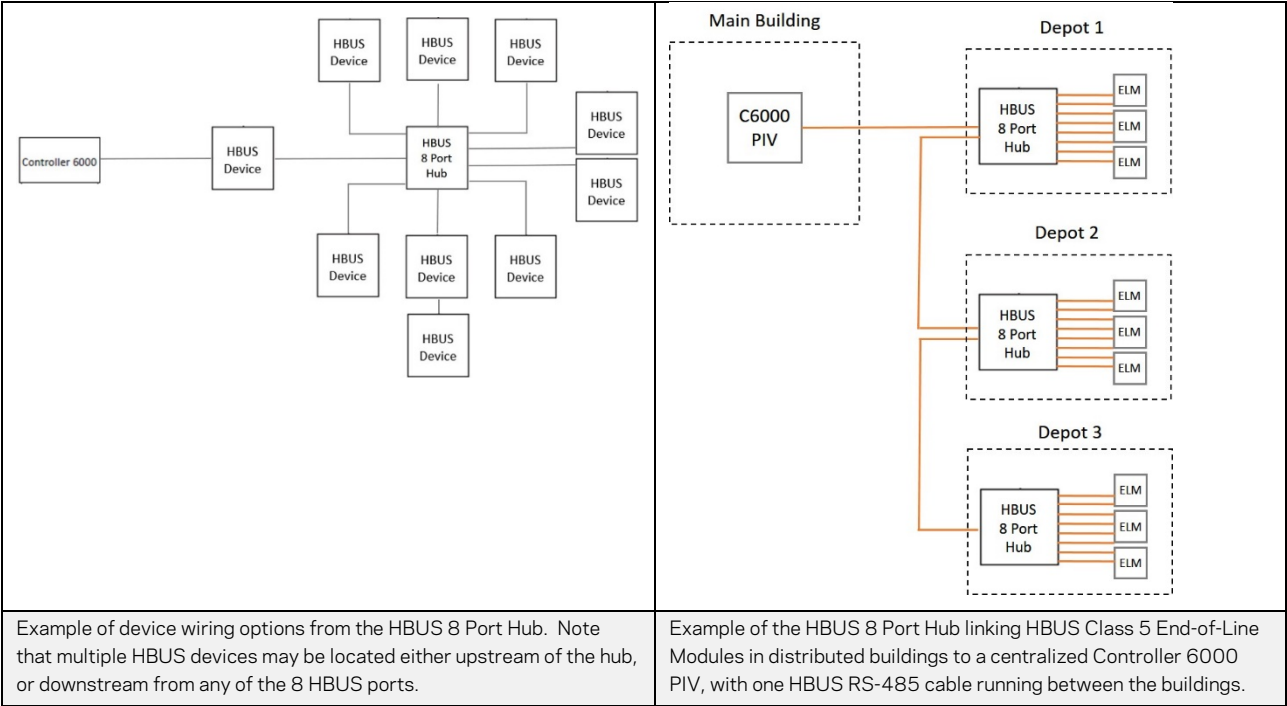 HBUS
Device
HBUS
Device
HBUS
Device
HBUS
Device
Controller 6000
HBUS
Device
HBUS
8 Port
Hub
HBUS
Device
HBUS
Device
HBUS
Device
HBUS
Device
HBUS
Device
Main Building
C6000
PIV
Depot 1
HBUS
8 Port
Hub
ELM
ELM
ELM
Depot 2
HBUS
8 Port
Hub
ELM
ELM
ELM
Depot 3
HBUS
8 Port
Hub
ELM
ELM
ELM
Example of device wiring options from the HBUS 8 Port Hub. Note
that multiple HBUS devices may be located either upstream of the hub,
or downstream from any of the 8 HBUS ports.
Example of the HBUS 8 Port Hub linking HBUS Class 5 End-of-Line
Modules in distributed buildings to a centralized Controller 6000
PIV, with one HBUS RS-485 cable running between the buildings.